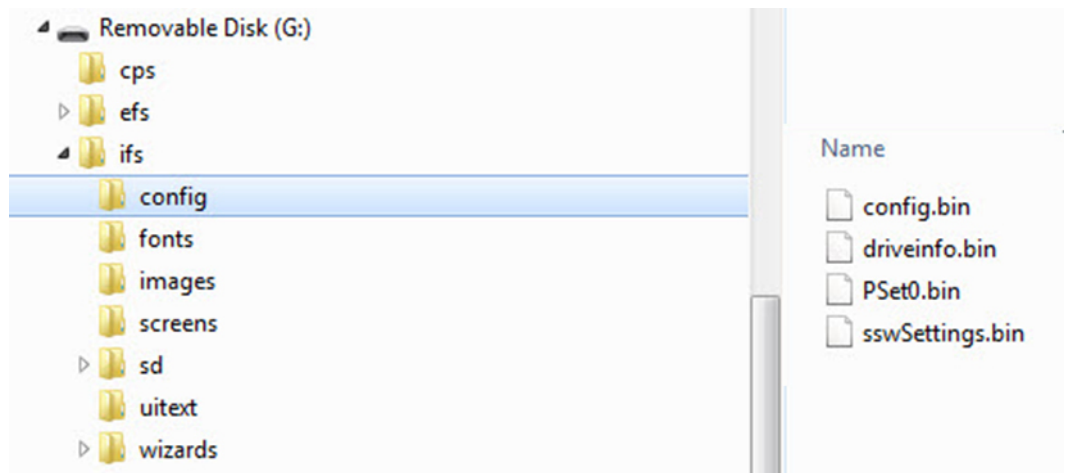 Removable Disk (G:)
cps
efs
ifs
config
fonts
images
screens
sd
uitext
wizards
Name
config.bin
driveinfo.bin
PSet0.bin
sswSettings.bin